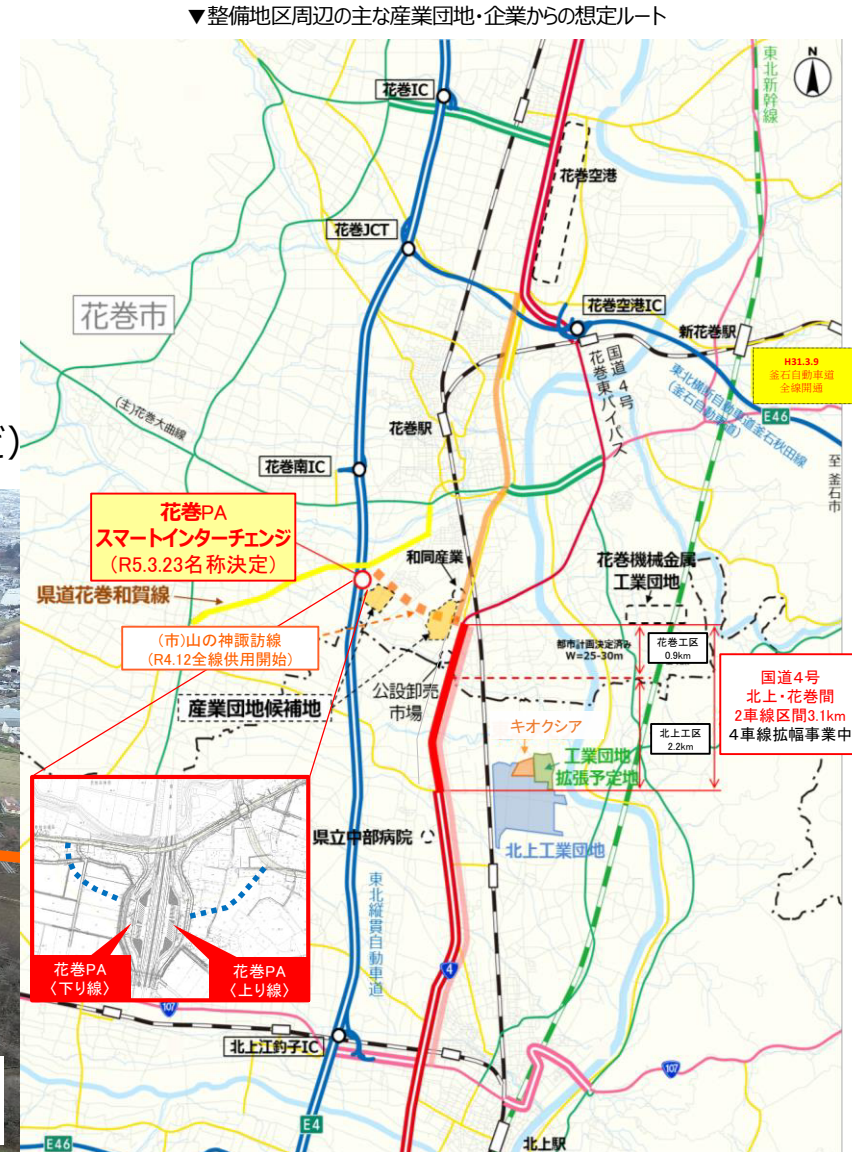 ▼整備地区周辺の主な産業団地・企業からの想定ルート
東北新幹線
N
花巻IC
花巻空港
花巻JCT
花巻市
花巻空港IC
新花巻駅
国道4号
花巻東バイパス
H31.3.9
釜石自動車道
全線開通
東北横断自動車道釜石秋田線
(釜石自動車道)
E46
(主)花巻大曲線
花巻駅
至 釜石市
花巻南IC
花巻PA
スマートインターチェンジ
(R5.3.23名称決定)
和同産業
花巻機械金属
工業団地
県道花巻和賀線
(市)山の神諏訪線
(R4.12全線供用開始)
都市計画決定済み
W=25-30m
花巻工区
0.9km
国道4号
北上・花巻間
2車線区間3.1km
4車線拡幅事業中
産業団地候補地
公設卸売
市場
キオクシア
北上工区
2.2km
工業団地
拡張予定地
県立中部病院
北上工業団地
東北縦貫自動車道
花巻PA
〈下り線〉
花巻PA
〈上り線〉
4
107
北上江釣子IC
107
E4
E46
北上駅